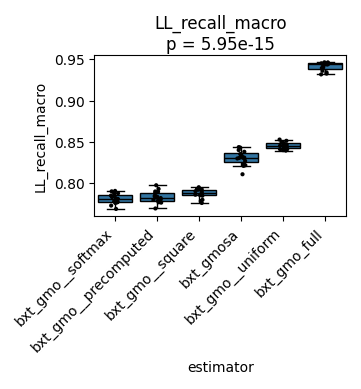 LL_recall_macro
p = 5.95e-15
LL_recall_macro
0.95
0.90
0.85
0.80
bxt_gmo__softmax
bxt_gmo__precomputed
bxt_gmo__square
bxt_gmosa
bxt_gmo__uniform
bxt_gmo_full
estimator